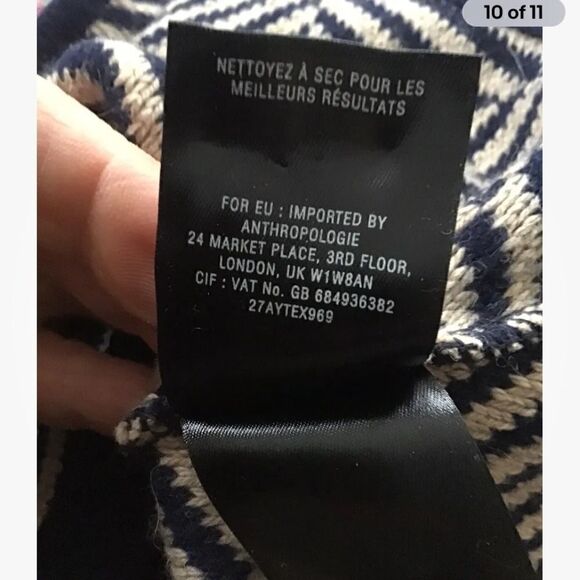 10 of 11
NETTOYEZ À SEC POUR LES
MEILLEURS RÉSULTATS
FOR EU : IMPORTED BY
ANTHROPOLOGIE
24 MARKET PLACE, 3RD FLOOR,
LONDON, UK W1W8AN
CIF : VAT No. GB 684936382
27AYTEX969